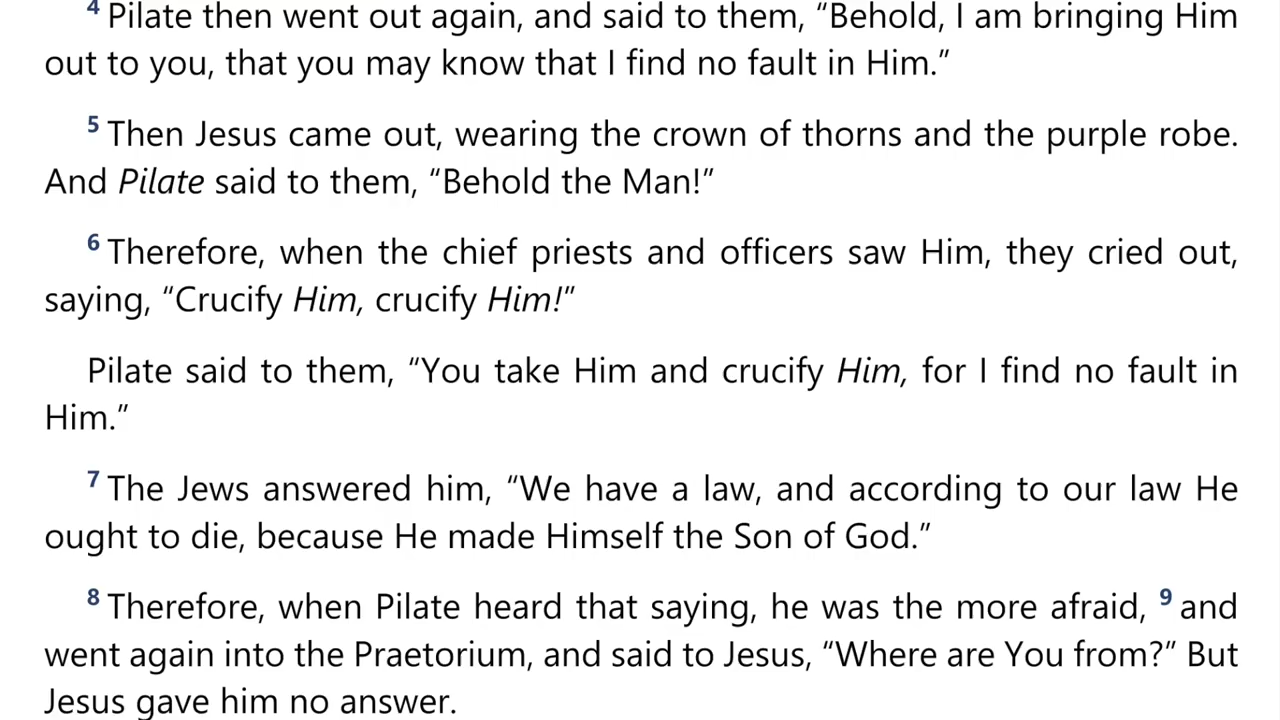 4 Pilate then went out again, and said to them, “Behold, I am bringing Him
out to you, that you may know that I find no fault in Him.”
5 Then Jesus came out, wearing the crown of thorns and the purple robe.
And Pilate said to them, “Behold the Man!”
6 Therefore, when the chief priests and officers saw Him, they cried out,
saying, “Crucify Him, crucify Him!”
Pilate said to them, “You take Him and crucify Him, for I find no fault in
Him.”
7 The Jews answered him, “We have a law, and according to our law He
ought to die, because He made Himself the Son of God.”
8 Therefore, when Pilate heard that saying, he was the more afraid, 9 and
went again into the Praetorium, and said to Jesus, “Where are You from?” But
Jesus gave him no answer.